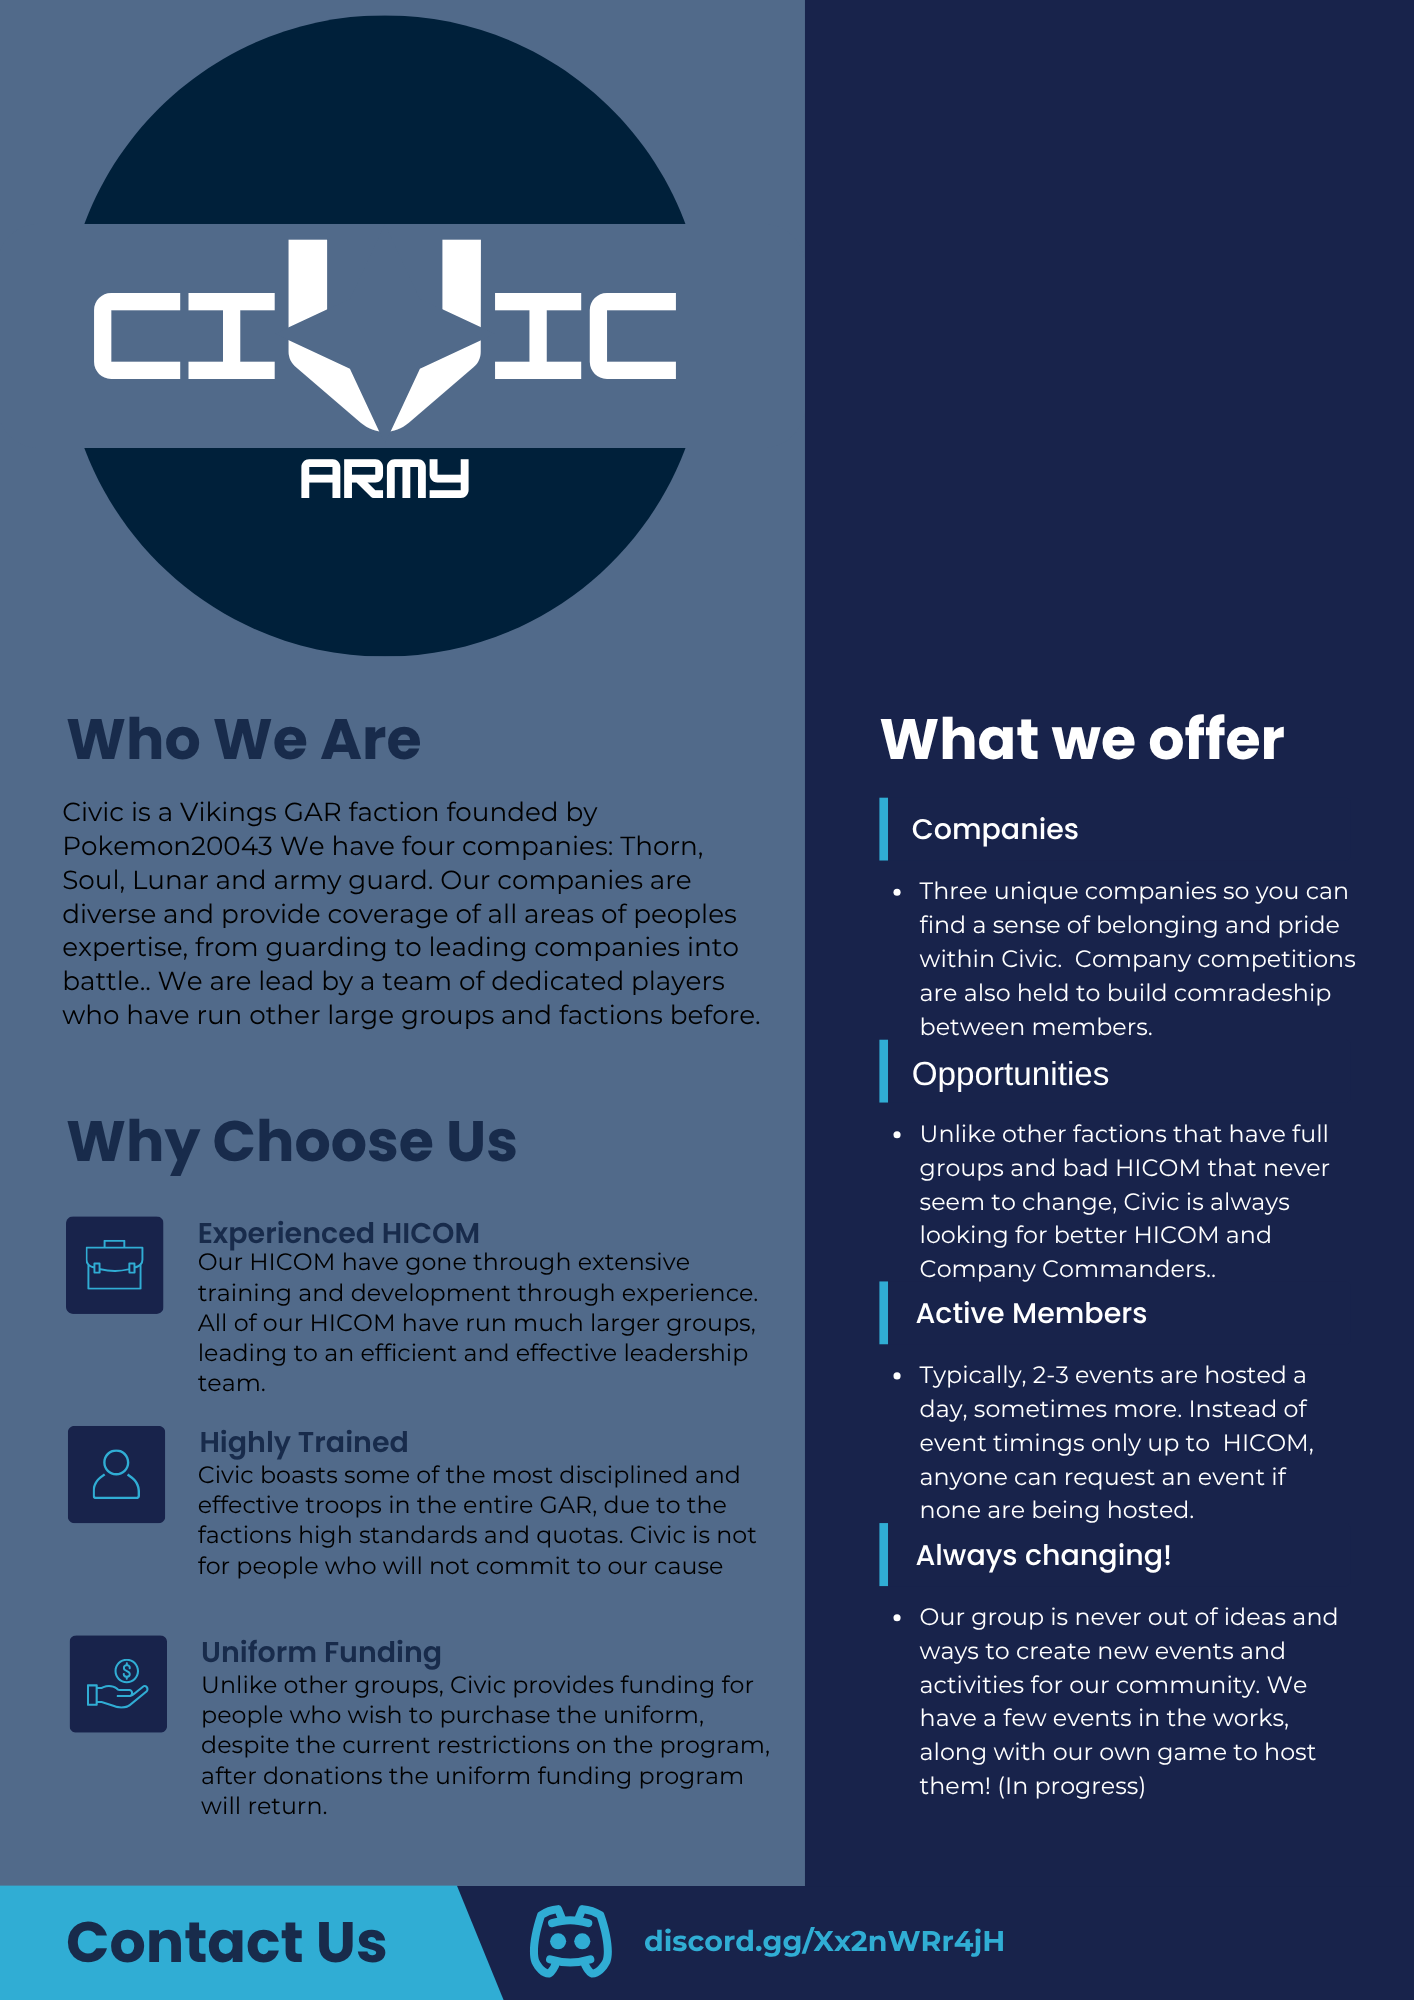 CIVIC
ARMY
Who We Are
Civic is a Vikings GAR faction founded by
Pokemon20043 We have four companies: Thorn,
Soul, Lunar and army guard. Our companies are
diverse and provide coverage of all areas of peoples
expertise, from guarding to leading companies into
battle.. We are lead by a team of dedicated players
who have run other large groups and factions before.
Why Choose Us
Experienced HICOM
Our HICOM have gone through extensive
training and development through experience.
All of our HICOM have run much larger groups,
leading to an efficient and effective leadership
team.
Highly Trained
Civic boasts some of the most disciplined and
effective troops in the entire GAR, due to the
factions high standards and quotas. Civic is not
for people who will not commit to our cause
Uniform Funding
Unlike other groups, Civic provides funding for
people who wish to purchase the uniform,
despite the current restrictions on the program,
after donations the uniform funding program
will return.
What we offer
Companies
• Three unique companies so you can
find a sense of belonging and pride
within Civic.  Company competitions
are also held to build comradeship
between members.
Opportunities
• Unlike other factions that have full
groups and bad HICOM that never
seem to change, Civic is always
looking for better HICOM and
Company Commanders..
Active Members
• Typically, 2-3 events are hosted a
day, sometimes more. Instead of
event timings only up to  HICOM,
anyone can request an event if
none are being hosted.
Always changing!
• Our group is never out of ideas and
ways to create new events and
activities for our community. We
have a few events in the works,
along with our own game to host
them! (In progress)
Contact Us
discord.gg/Xx2nWRr4jH